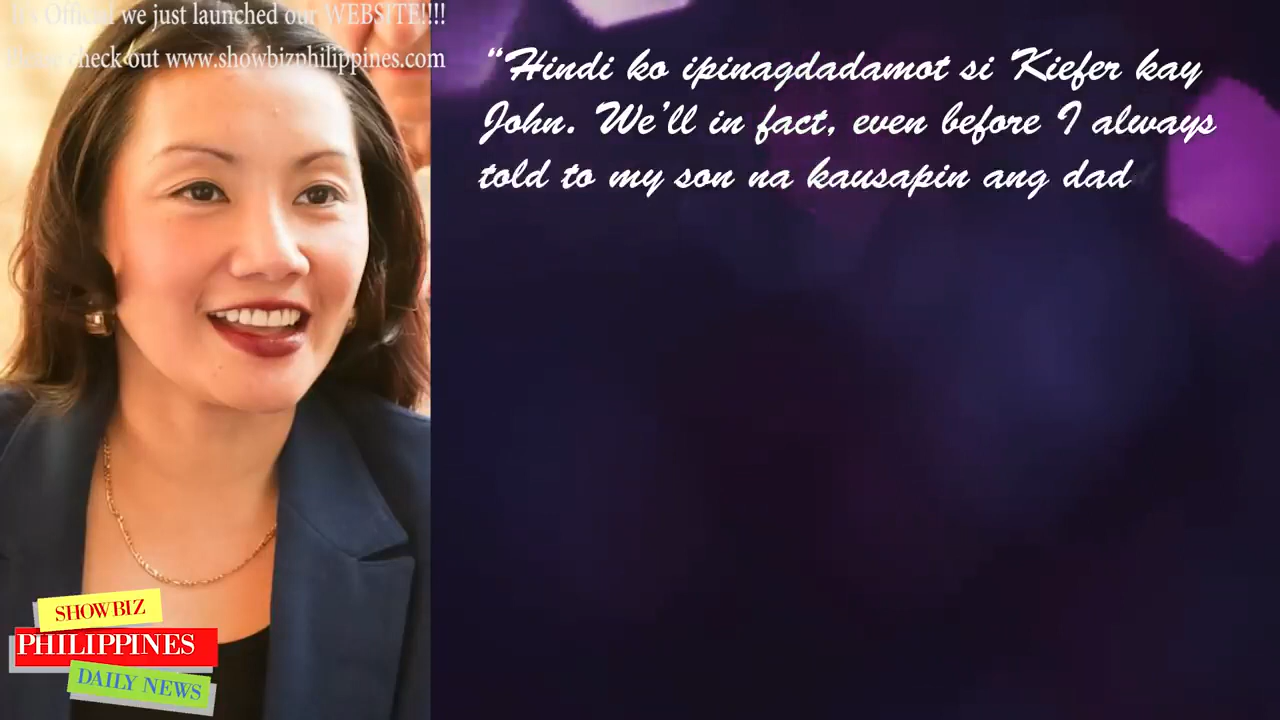 It's Official we just launched our WEBSITE!!!!
Please check out www.showbizphilippines.com
“Hindi ko ipinagdadamot si Kiefer kay
John. We’ll in fact, even before I always
told to my son na kausapin ang dad
SHOWBIZ
PHILIPPINES
DAILY NEWS